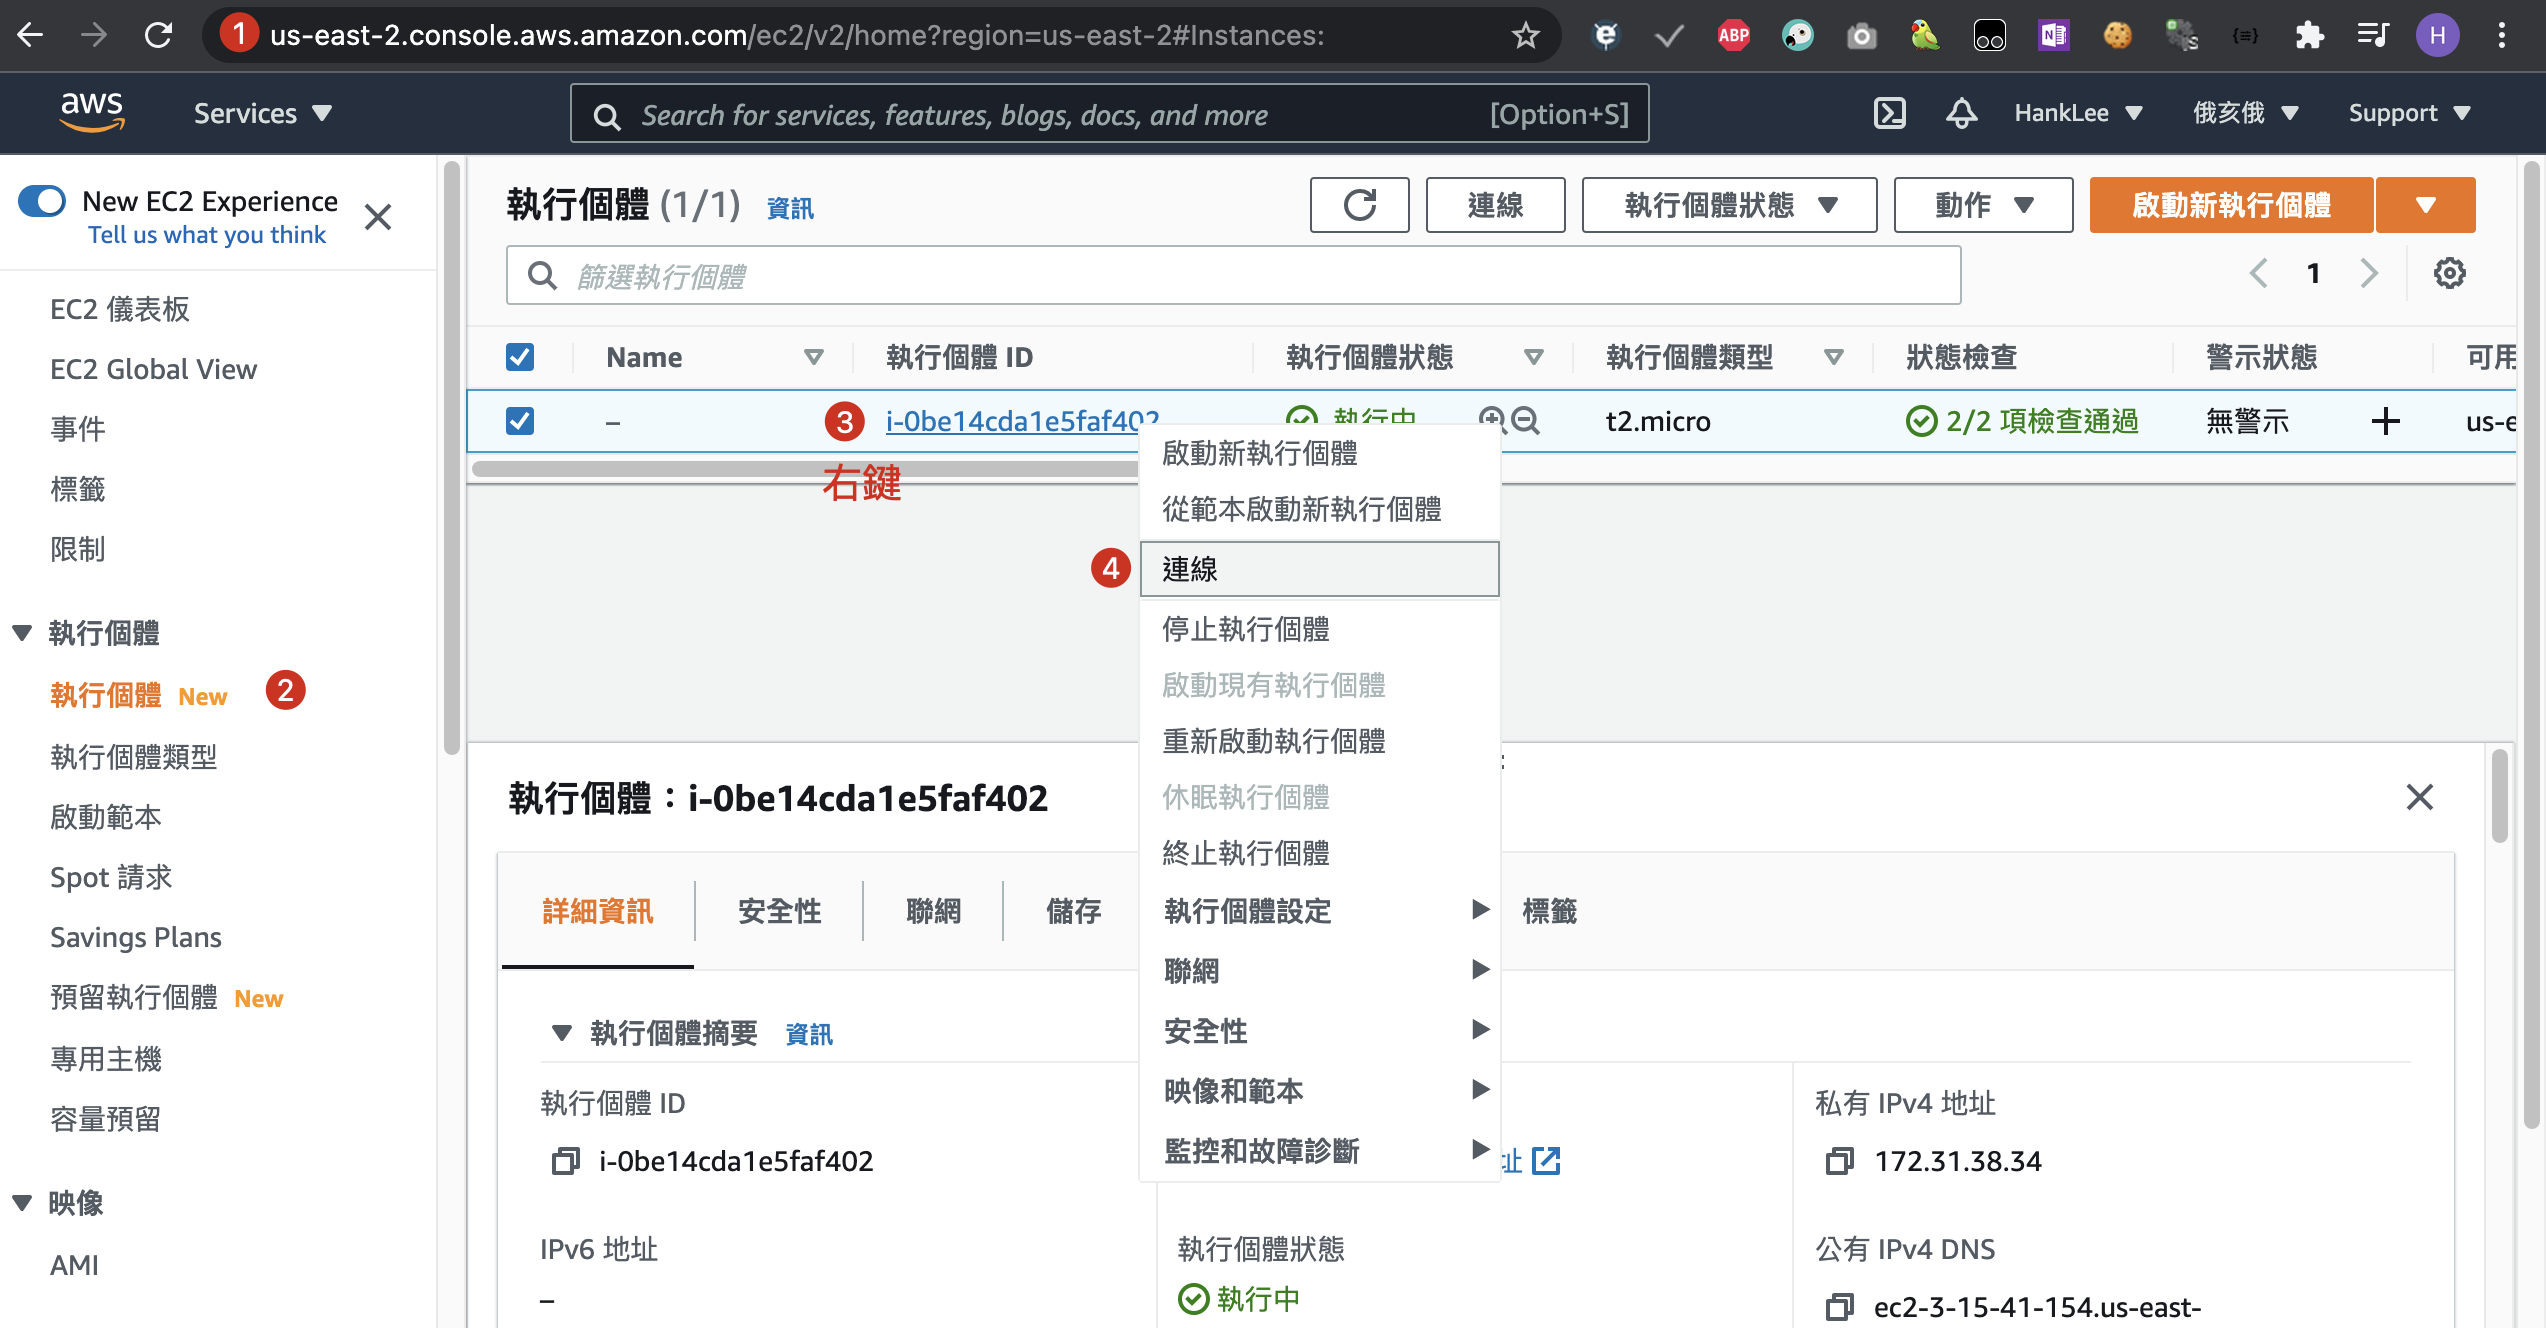 1 us-east-2.console.aws.amazon.com/ec2/v2/home?region=us-east-2#Instances:
ABP
N
H
aws Services Search for services, features, blogs, docs, and more [Option+S] HankLee 俄亥俄 Support
New EC2 Experience
Tell us what you think
EC2 儀表板
EC2 Global View
事件
標籤
限制
執行個體
執行個體 New 2
執行個體類型
啟動範本
Spot 請求
Savings Plans
預留執行個體 New
專用主機
容量預留
映像
AMI
執行個體 (1/1) 資訊 連線 執行個體狀態 動作 啟動新執行個體
篩選執行個體 1
Name 執行個體 ID 執行個體狀態 執行個體類型 狀態檢查 警示狀態 可用
– 3 i-0be14cda1e5faf402 執行中 t2.micro 2/2 項檢查通過 無警示 us-e
右鍵
啟動新執行個體
從範本啟動新執行個體
4 連線
停止執行個體
啟動現有執行個體
重新啟動執行個體
休眠執行個體
終止執行個體
執行個體設定
聯網
安全性
映像和範本
監控和故障診斷
執行個體：i-0be14cda1e5faf402
詳細資訊 安全性 聯網 儲存 標籤
執行個體摘要 資訊
執行個體 ID
i-0be14cda1e5faf402
址
私有 IPv4 地址
172.31.38.34
IPv6 地址
–
執行個體狀態
執行中
公有 IPv4 DNS
ec2-3-15-41-154.us-east-